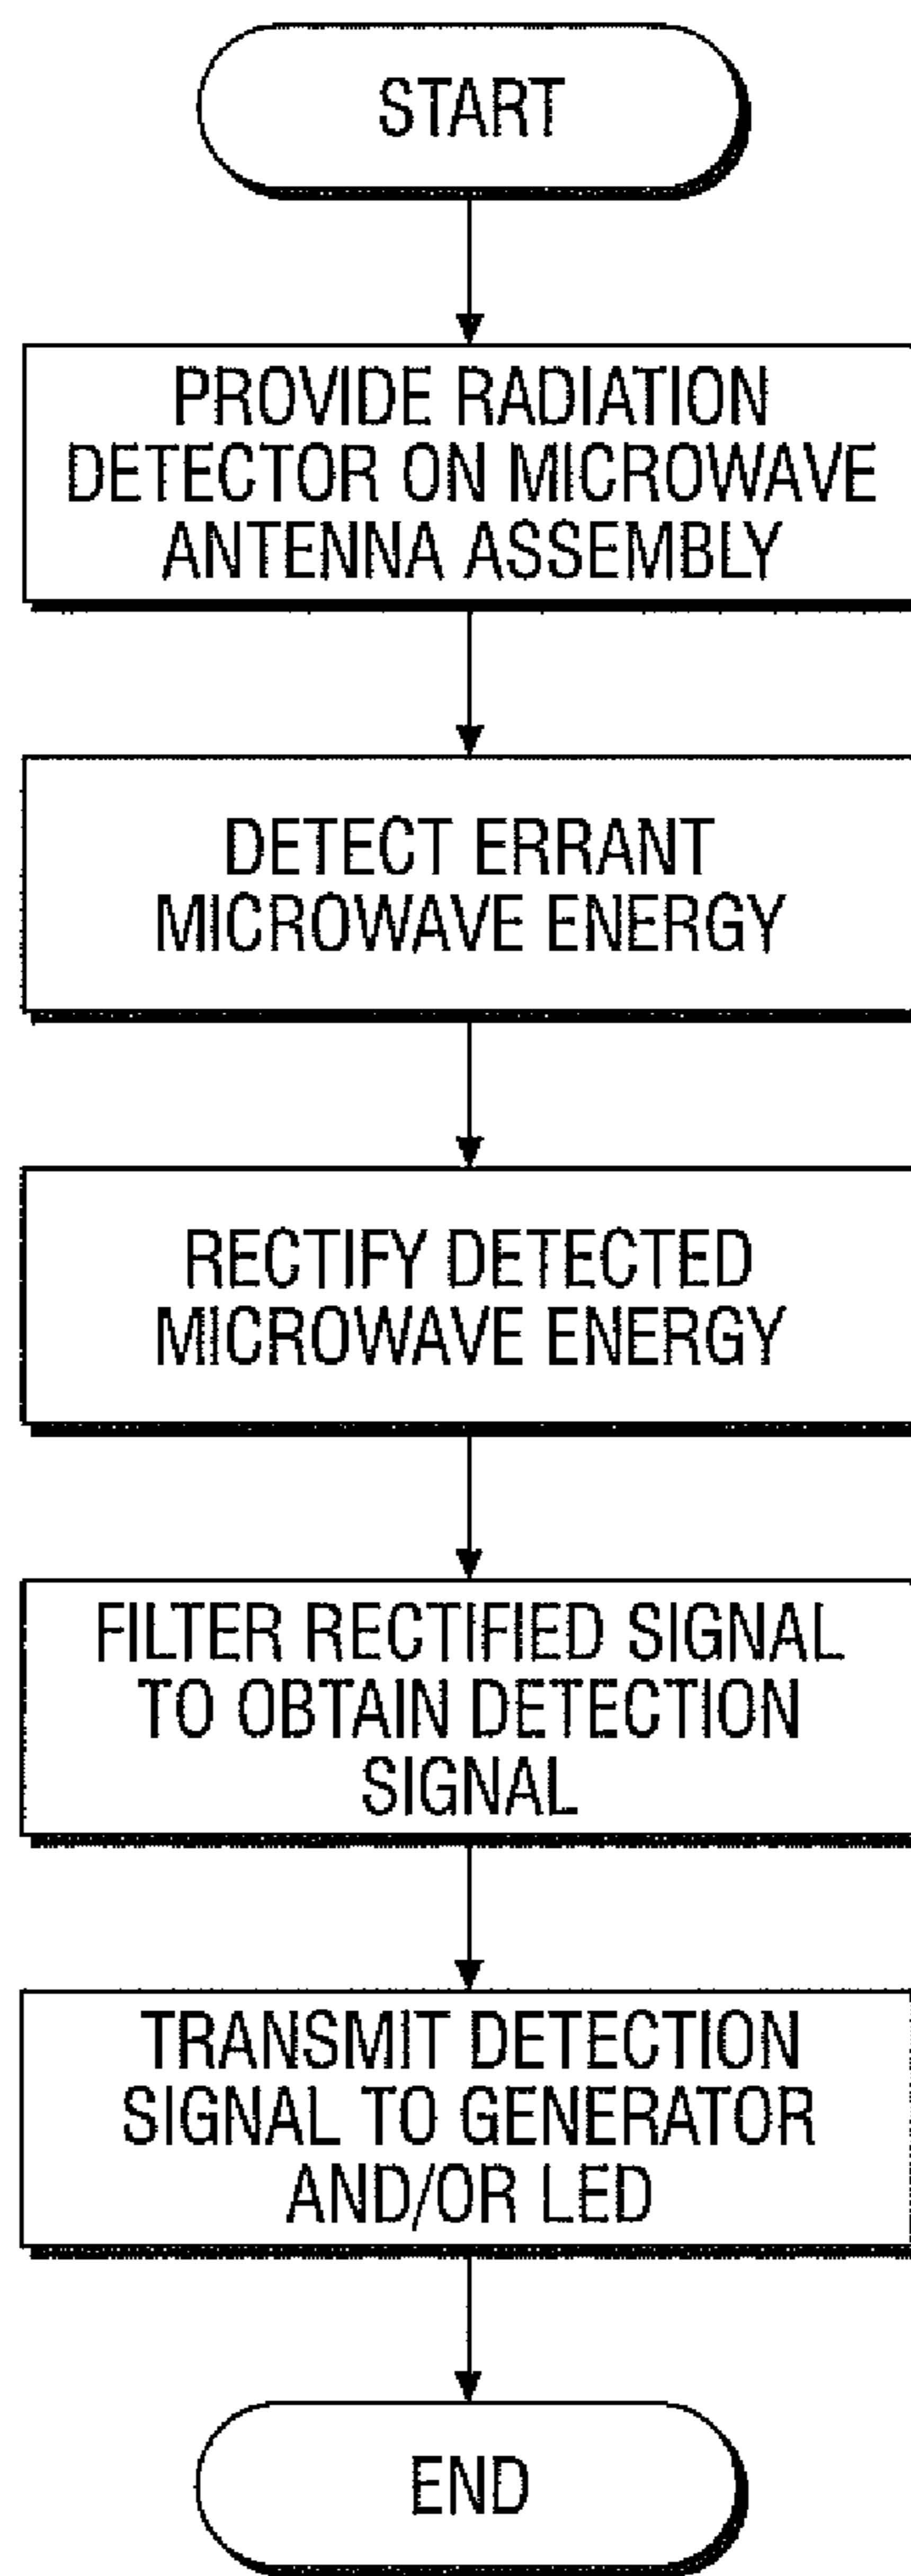 START
PROVIDE RADIATION
DETECTOR ON MICROWAVE
ANTENNA ASSEMBLY
DETECT ERRANT
MICROWAVE ENERGY
RECTIFY DETECTED
MICROWAVE ENERGY
FILTER RECTIFIED SIGNAL
TO OBTAIN DETECTION
SIGNAL
TRANSMIT DETECTION
SIGNAL TO GENERATOR
AND/OR LED
END